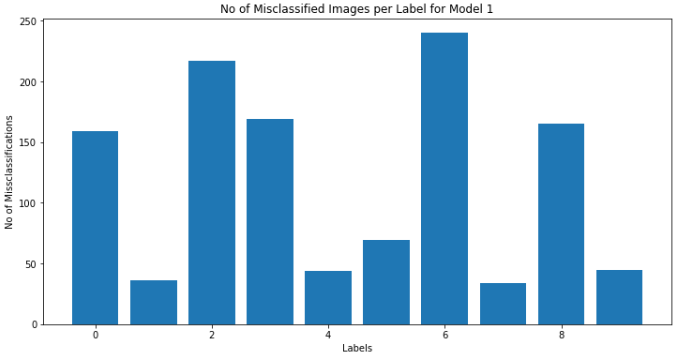 No of Misclassified Images per Label for Model 1
250
200
150
100
50
0
No of Missclassifications
0 2 4 6 8
Labels